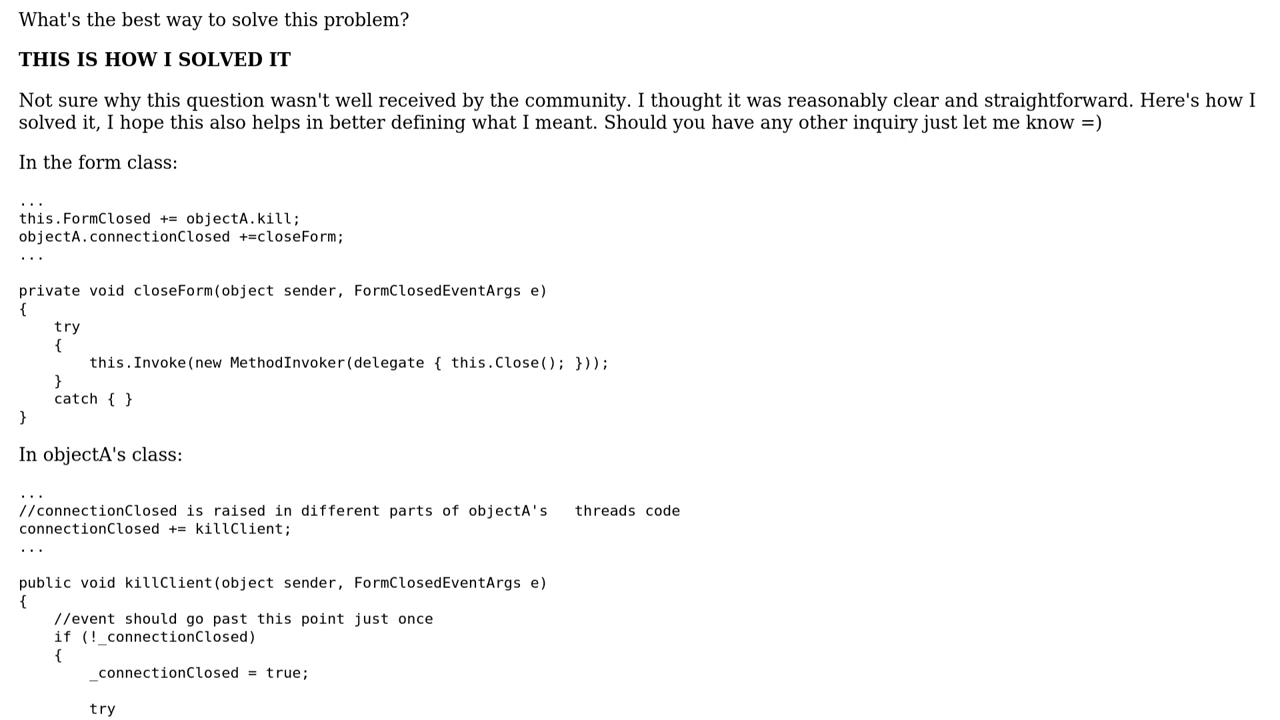 What's the best way to solve this problem?
THIS IS HOW I SOLVED IT
Not sure why this question wasn't well received by the community. I thought it was reasonably clear and straightforward. Here's how I
solved it, I hope this also helps in better defining what I meant. Should you have any other inquiry just let me know =)
In the form class:
...
this.FormClosed += objectA.kill;
objectA.connectionClosed +=closeForm;
...
private void closeForm(object sender, FormClosedEventArgs e)
{
    try
    {
        this.Invoke(new MethodInvoker(delegate { this.Close(); }));
    }
    catch { }
}
In objectA's class:
...
//connectionClosed is raised in different parts of objectA's   threads code
connectionClosed += killClient;
...
public void killClient(object sender, FormClosedEventArgs e)
{
    //event should go past this point just once
    if (!_connectionClosed)
    {
        _connectionClosed = true;
        try